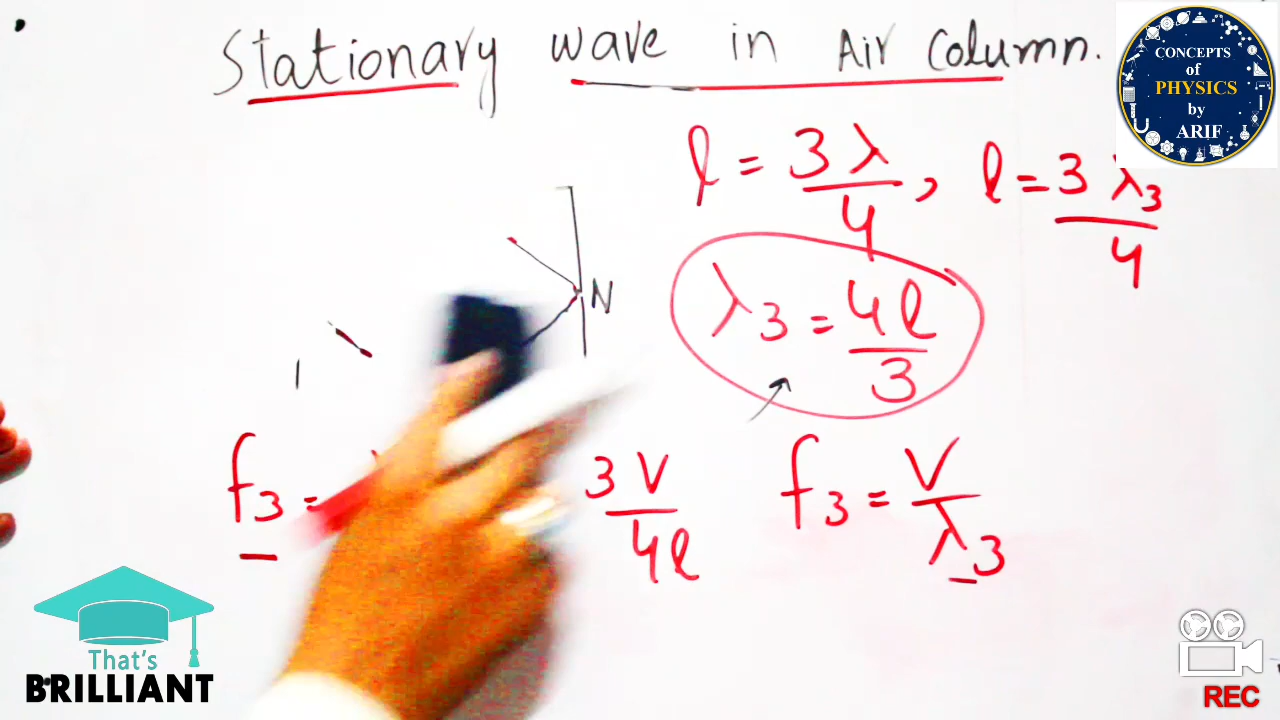 Stationary wave in Air Column.
CONCEPTS
of
PHYSICS
by
ARIF
l = 3λ/4, l = 3λ₃/4
N
λ₃ = 4l/3
f₃ = 3V/4l f₃ = V/λ₃
That's
BRILLIANT
REC